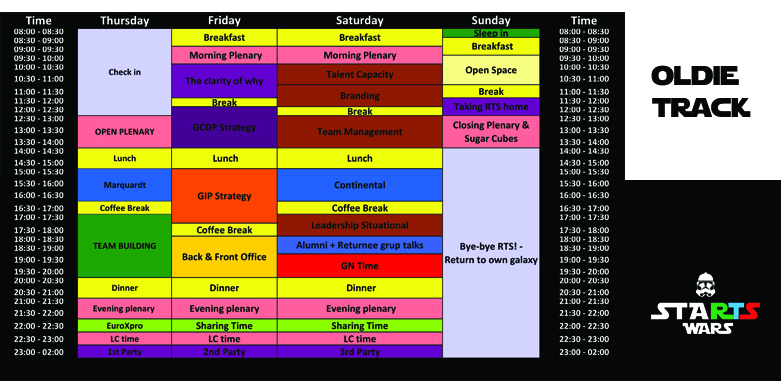 Time Thursday Friday Saturday Sunday Time
08:00 - 08:30 Sleep in 08:00 - 08:30
08:30 - 09:00 Breakfast Breakfast 08:30 - 09:00
09:00 - 09:30 Breakfast 09:00 - 09:30
09:30 - 10:00 Morning Plenary Morning Plenary 09:30 - 10:00
10:00 - 10:30 10:00 - 10:30
10:30 - 11:00 Check in The clarity of why Talent Capacity Open Space 10:30 - 11:00
11:00 - 11:30 Branding Break 11:00 - 11:30
11:30 - 12:00 Break 11:30 - 12:00
12:00 - 12:30 Break Taking RTS home 12:00 - 12:30
12:30 - 13:00 12:30 - 13:00
13:00 - 13:30 OPEN PLENARY GCDP Strategy Team Management Closing Plenary & Sugar Cubes 13:00 - 13:30
13:30 - 14:00 13:30 - 14:00
14:00 - 14:30 14:00 - 14:30
14:30 - 15:00 Lunch Lunch Lunch 14:30 - 15:00
15:00 - 15:30 15:00 - 15:30
15:30 - 16:00 Marquardt Continental 15:30 - 16:00
16:00 - 16:30 GIP Strategy 16:00 - 16:30
16:30 - 17:00 Coffee Break Coffee Break 16:30 - 17:00
17:00 - 17:30 17:00 - 17:30
17:30 - 18:00 Coffee Break Leadership Situational 17:30 - 18:00
18:00 - 18:30 18:00 - 18:30
18:30 - 19:00 TEAM BUILDING Alumni + Returnee grup talks Bye-bye RTS! - Return to own galaxy 18:30 - 19:00
19:00 - 19:30 Back & Front Office GN Time 19:00 - 19:30
19:30 - 20:00 19:30 - 20:00
20:00 - 20:30 20:00 - 20:30
20:30 - 21:00 Dinner Dinner Dinner 20:30 - 21:00
21:00 - 21:30 21:00 - 21:30
21:30 - 22:00 Evening plenary Evening plenary Evening plenary 21:30 - 22:00
22:00 - 22:30 EuroXpro Sharing Time Sharing Time 22:00 - 22:30
22:30 - 23:00 LC time LC time LC time 22:30 - 23:00
23:00 - 02:00 1st Party 2nd Party 3rd Party 23:00 - 02:00
OLDIE
TRACK
STARTS
WARS